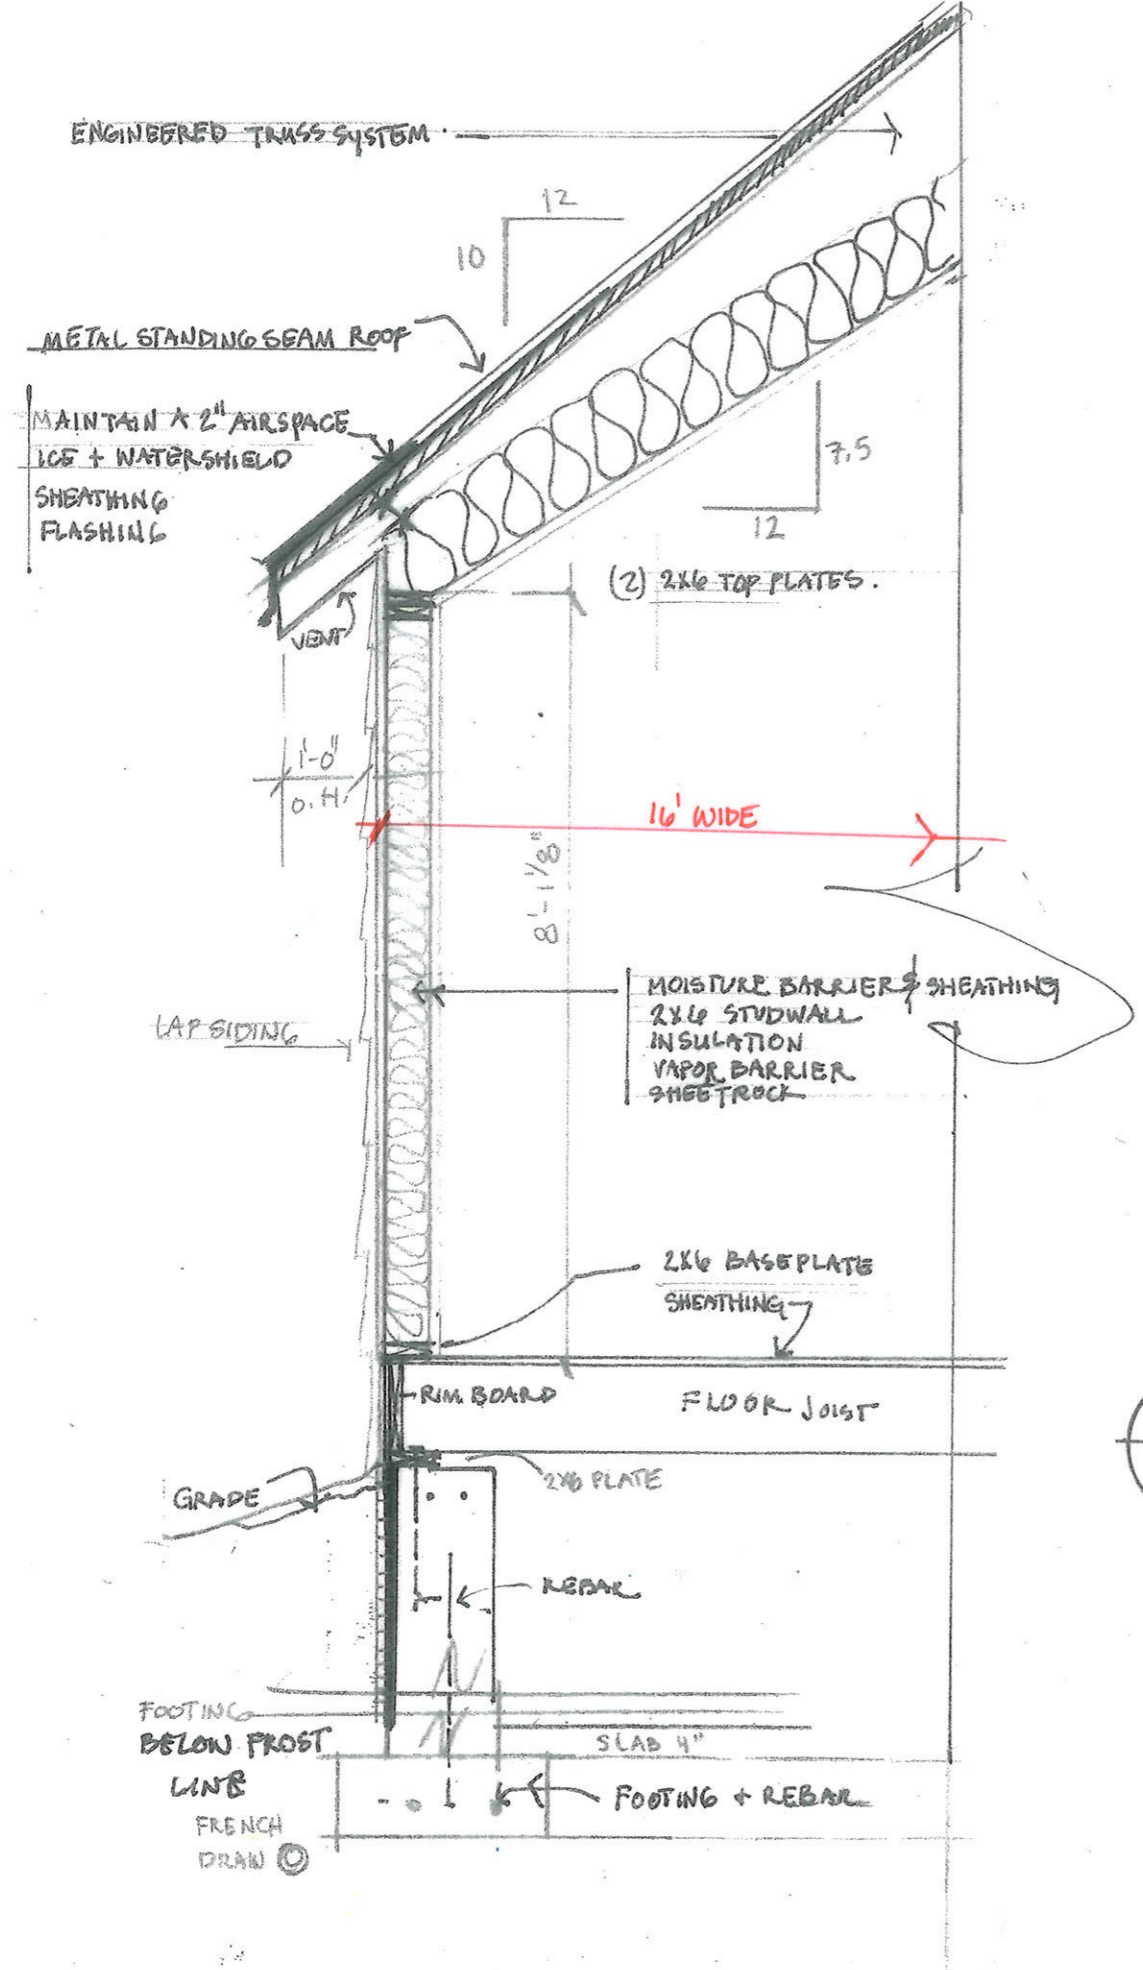 ENGINEERED TRUSS SYSTEM
12
10
METAL STANDING SEAM ROOF
MAINTAIN A 2" AIRSPACE
ICE + WATERSHIELD
SHEATHING
FLASHING
7.5
12
(2) 2X6 TOP PLATES.
VENT
1'-0"
O.H.
16' WIDE
8'-1 1/8"
MOISTURE BARRIER & SHEATHING
2X6 STUDWALL
INSULATION
VAPOR BARRIER
SHEETROCK
LAP SIDING
2X6 BASEPLATE
SHEATHING
RIM BOARD
FLOOR JOIST
2X6 PLATE
GRADE
REBAR
FOOTING
BELOW FROST
LINE
SLAB 4"
FOOTING + REBAR
FRENCH
DRAIN